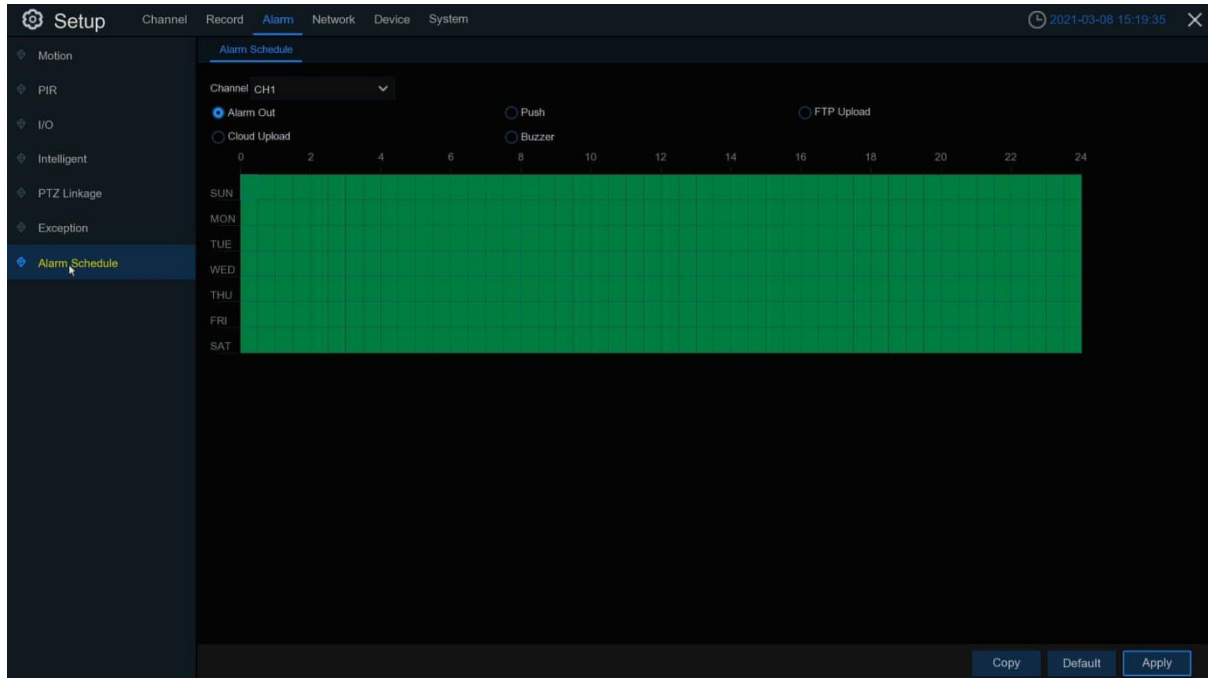 Setup Channel Record Alarm Network Device System 2021-03-08 15:19:35
Motion
PIR
I/O
Intelligent
PTZ Linkage
Exception
Alarm Schedule
Alarm Schedule
Channel CH1
Alarm Out Push FTP Upload
Cloud Upload Buzzer
0 2 4 6 8 10 12 14 16 18 20 22 24
SUN
MON
TUE
WED
THU
FRI
SAT
Copy Default Apply